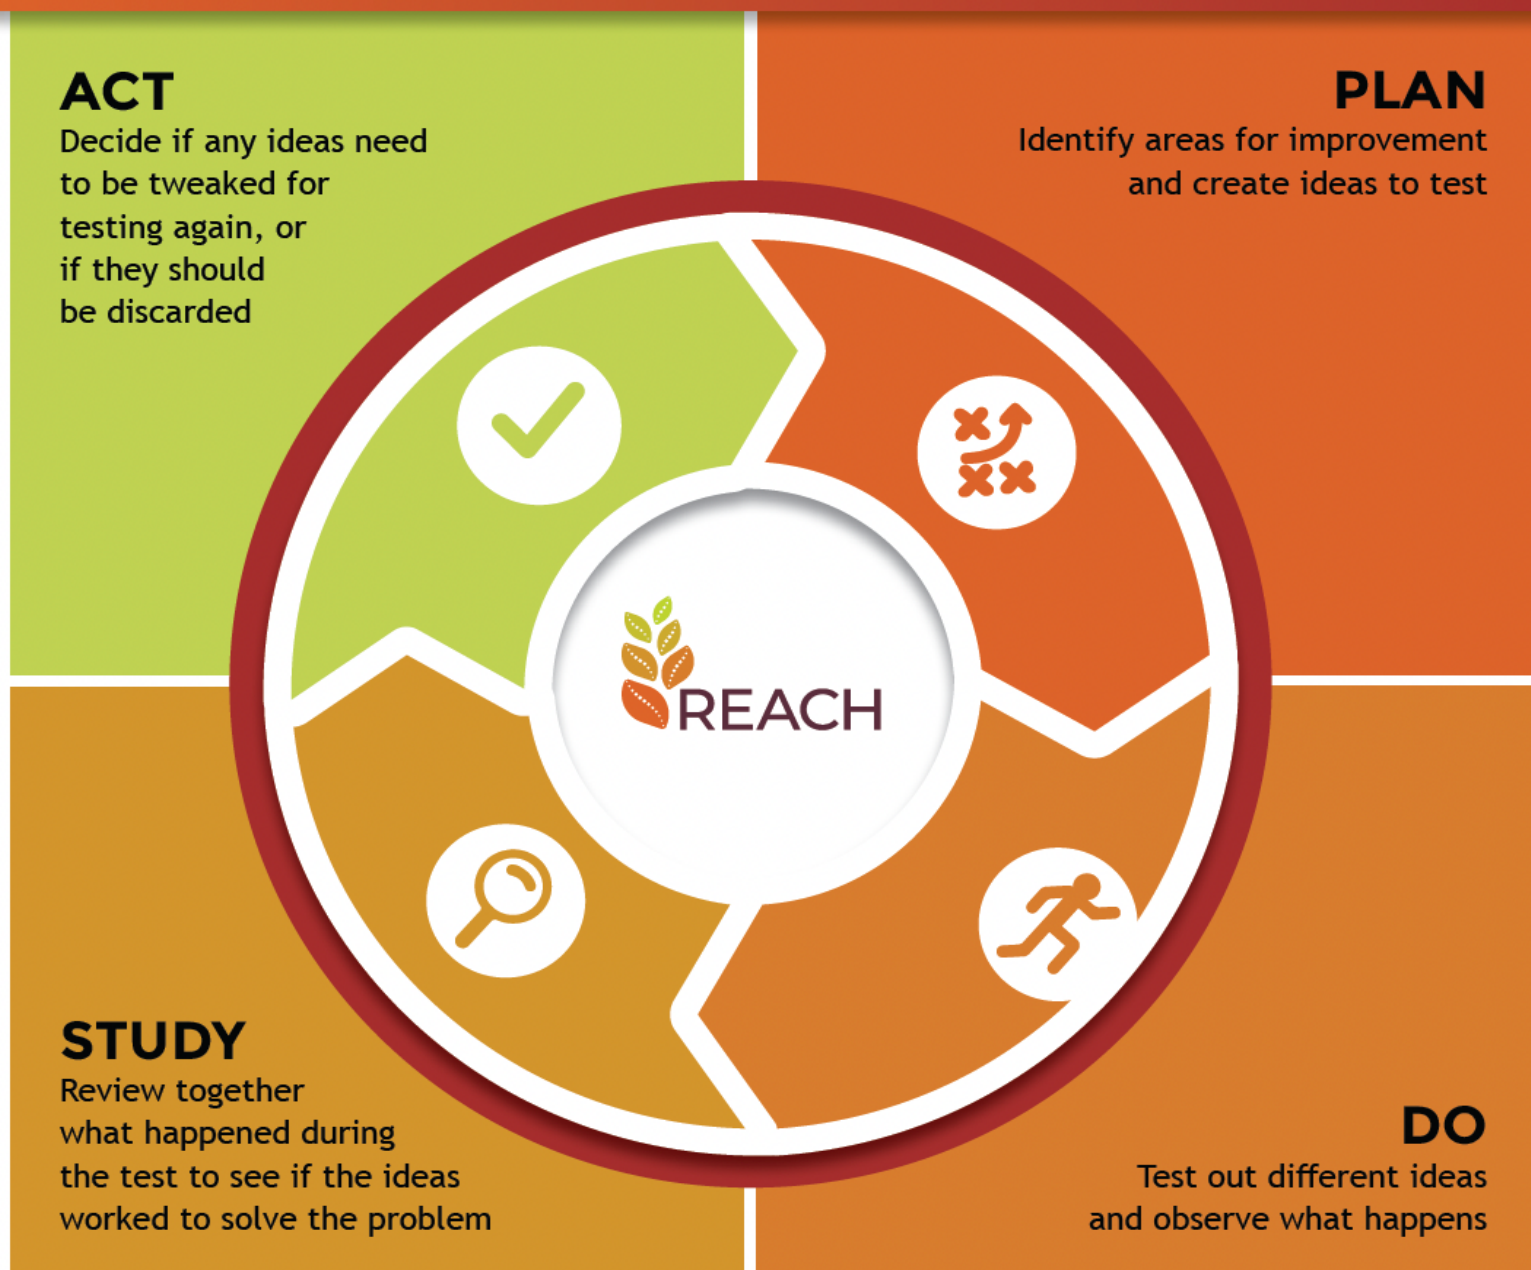 ACT
Decide if any ideas need
to be tweaked for
testing again, or
if they should
be discarded
PLAN
Identify areas for improvement
and create ideas to test
REACH
STUDY
Review together
what happened during
the test to see if the ideas
worked to solve the problem
DO
Test out different ideas
and observe what happens